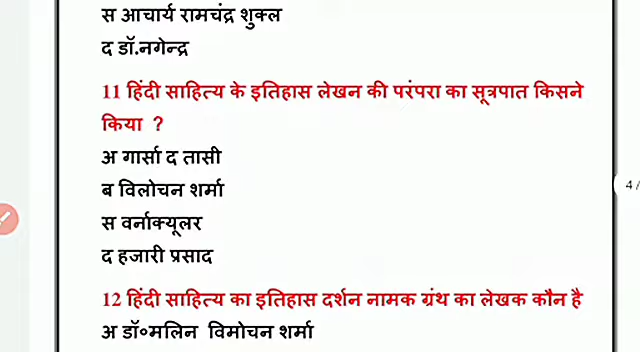 स आचार्य रामचंद्र शुक्ल
द डॉ.नगेन्द्र
11 हिंदी साहित्य के इतिहास लेखन की परंपरा का सूत्रपात किसने
किया ?
अ गार्सा द तासी
ब विलोचन शर्मा
स वर्नाक्यूलर
द हजारी प्रसाद
4/
12 हिंदी साहित्य का इतिहास दर्शन नामक ग्रंथ का लेखक कौन है
अ डॉ०मलिन विमोचन शर्मा